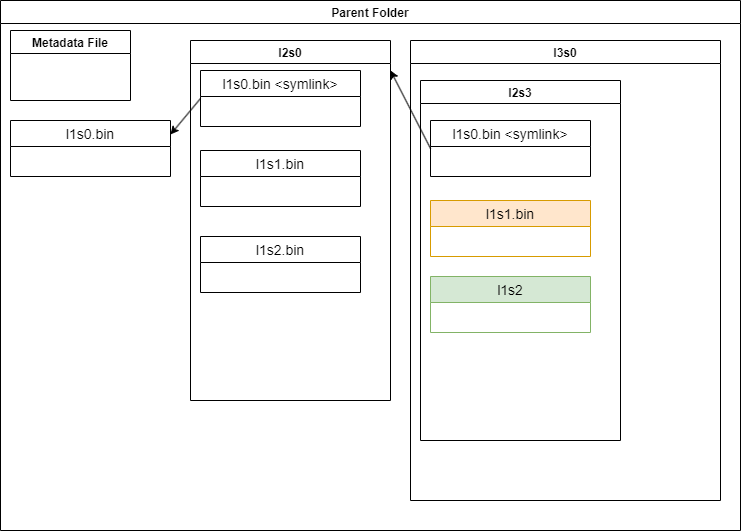 Parent Folder
Metadata File
l1s0.bin
l2s0
l1s0.bin <symlink>
l1s1.bin
l1s2.bin
l3s0
l2s3
l1s0.bin <symlink>
l1s1.bin
l1s2